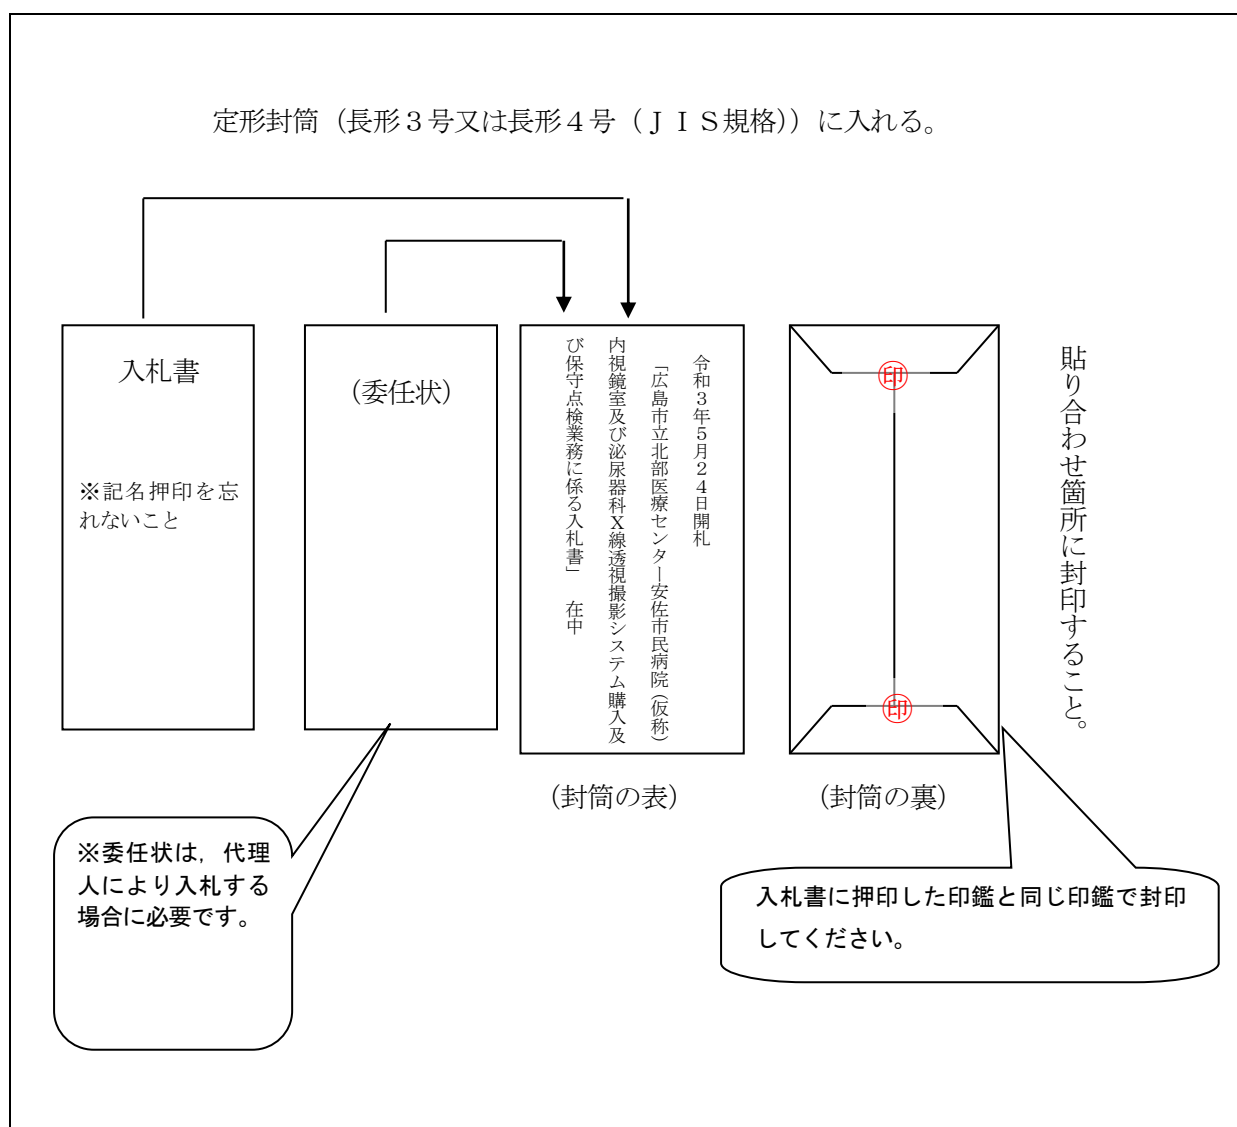 定形封筒（長形３号又は長形４号（ＪＩＳ規格））に入れる。
入札書
※記名押印を忘
れないこと
（委任状）
令和３年５月２４日開札
「広島市立北部医療センター安佐市民病院（仮称）
内視鏡室及び泌尿器科Ｘ線透視撮影システム購入及
び保守点検業務に係る入札書」　在中
印
印
貼り合わせ箇所に封印すること。
（封筒の表）
（封筒の裏）
※委任状は，代理
人により入札する
場合に必要です。
入札書に押印した印鑑と同じ印鑑で封印
してください。